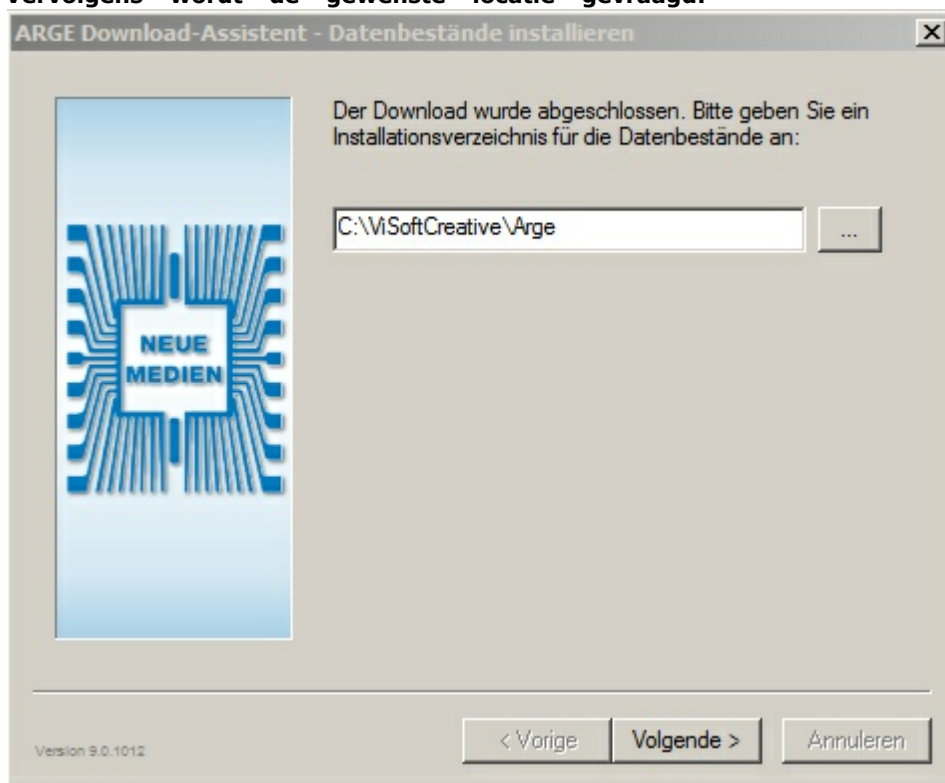 Vervolgens wordt de gewenste locatie gevraagd.
ARGE Download-Assistent - Datenbestände installieren
Der Download wurde abgeschlossen. Bitte geben Sie ein
Installationsverzeichnis für die Datenbestände an:
C:\ViSoftCreative\Arge
...
NEUE
MEDIEN
Version 9.0.1012
< Vorige
Volgende >
Annuleren